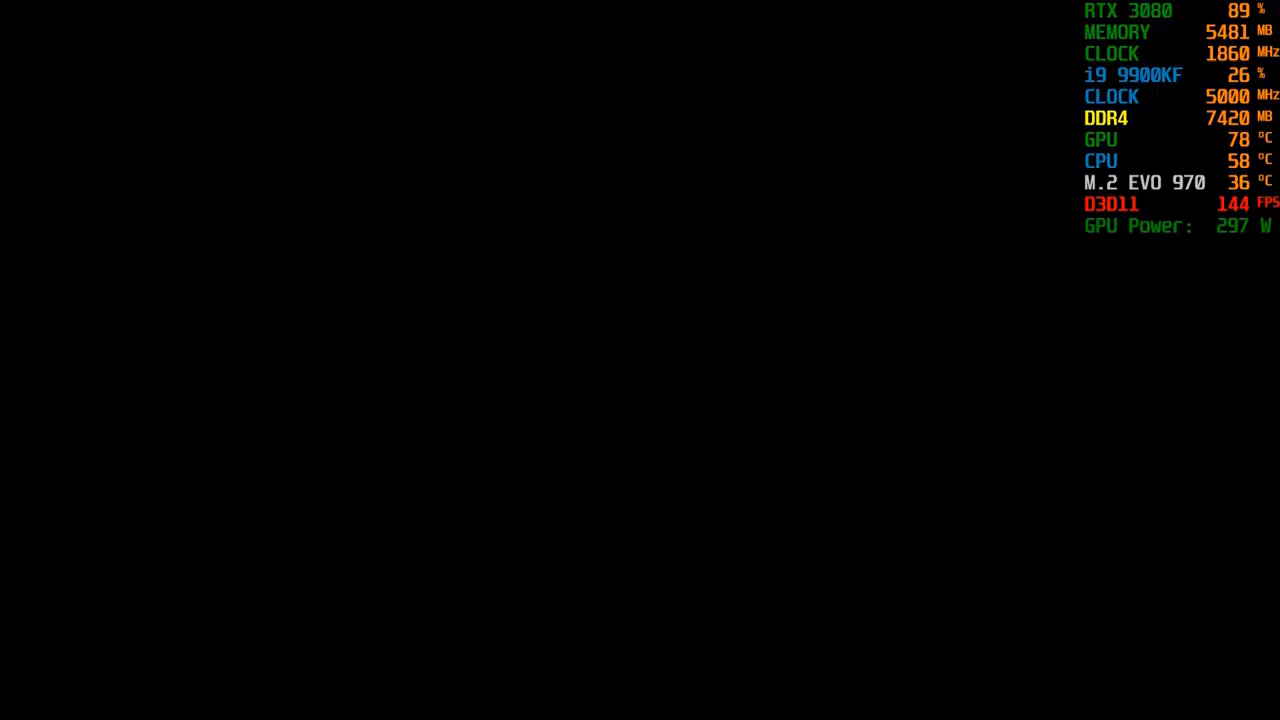 RTX 3080 89 %
MEMORY 5481 MB
CLOCK 1860 MHz
i9 9900KF 26 %
CLOCK 5000 MHz
DDR4 7420 MB
GPU 78 °C
CPU 58 °C
M.2 EVO 970 36 °C
D3D11 144 FPS
GPU Power: 297 W